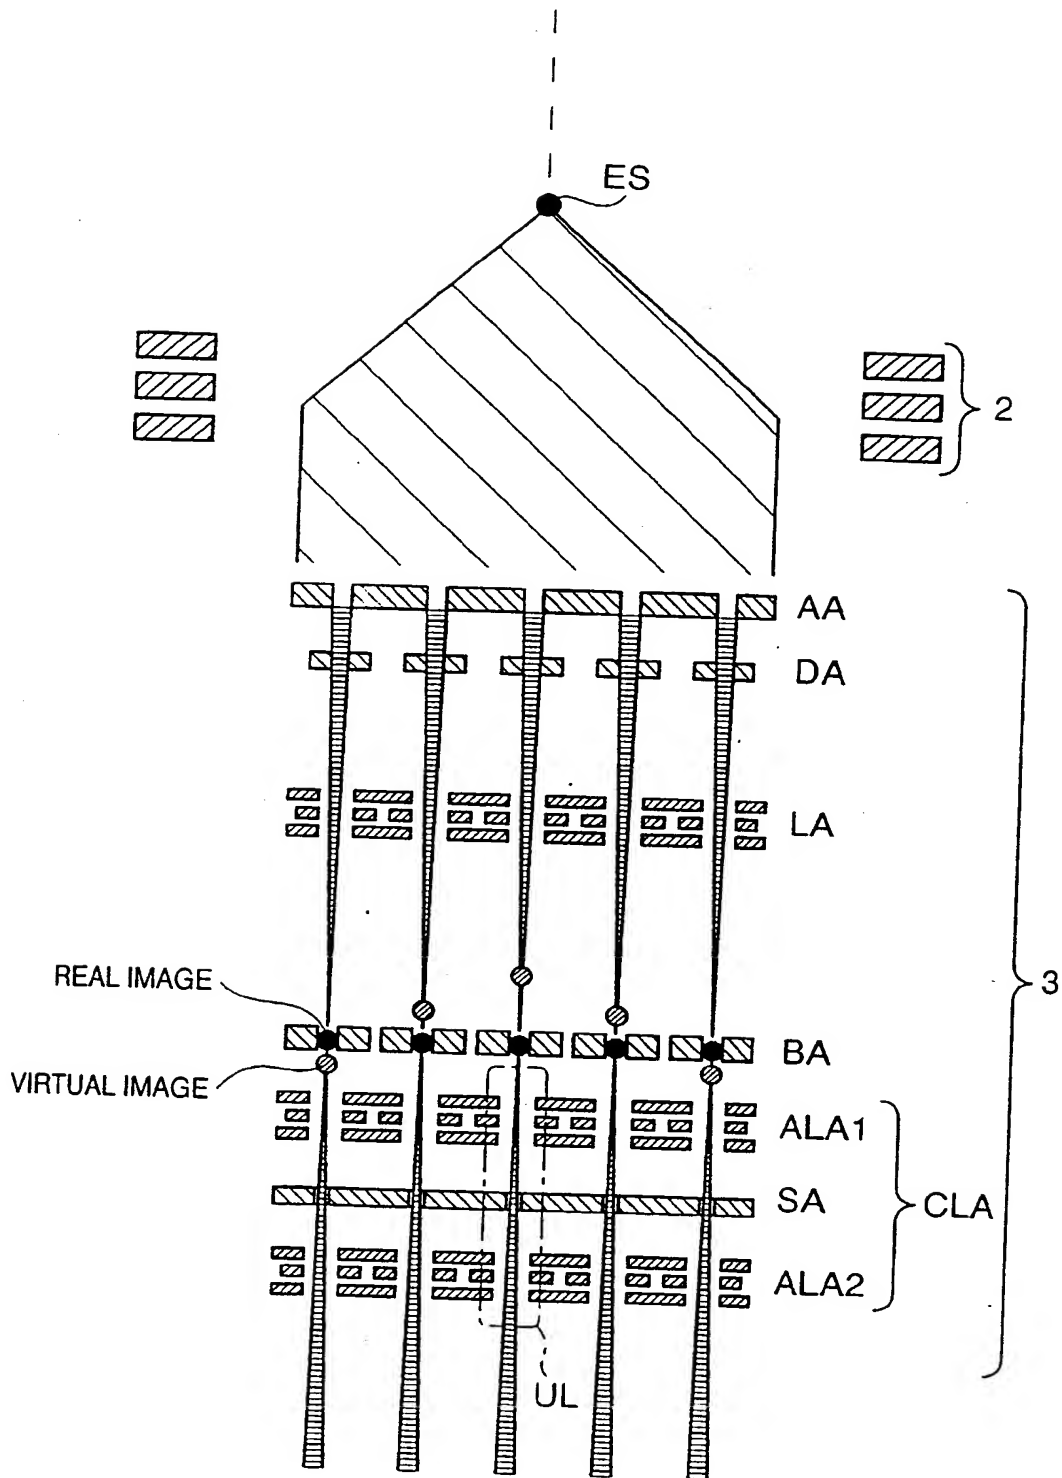 ES
2
AA
DA
LA
3
REAL IMAGE
BA
VIRTUAL IMAGE
ALA1
SA
CLA
ALA2
UL